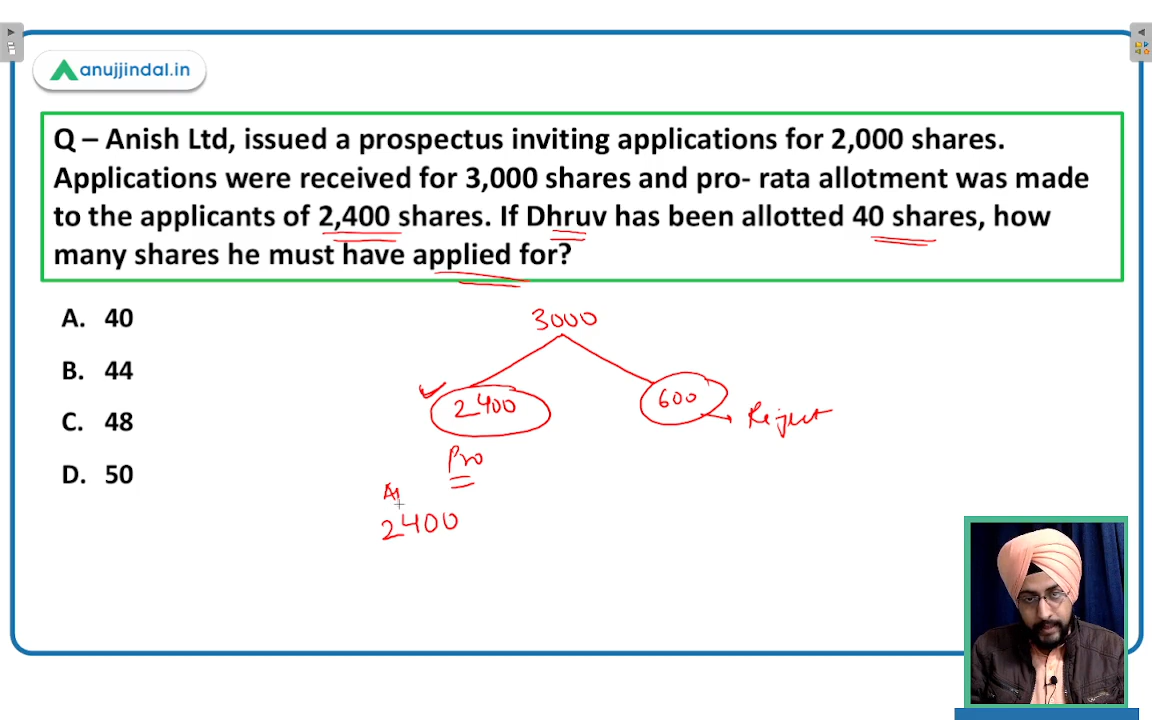 anujjindal.in
Q – Anish Ltd, issued a prospectus inviting applications for 2,000 shares.
Applications were received for 3,000 shares and pro- rata allotment was made
to the applicants of 2,400 shares. If Dhruv has been allotted 40 shares, how
many shares he must have applied for?
A. 40
B. 44
C. 48
D. 50
3000
2400
600
Reject
Pro
2400